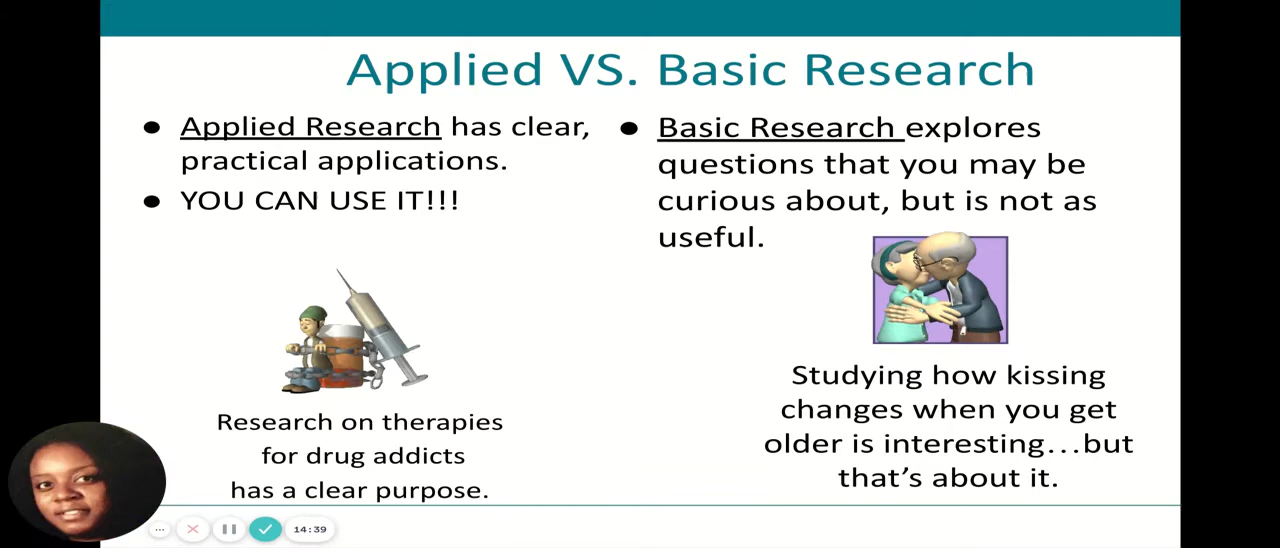 Applied VS. Basic Research
● Applied Research has clear,
practical applications.
● YOU CAN USE IT!!!
● Basic Research explores
questions that you may be
curious about, but is not as
useful.
Research on therapies
for drug addicts
has a clear purpose.
Studying how kissing
changes when you get
older is interesting...but
that's about it.
14:39